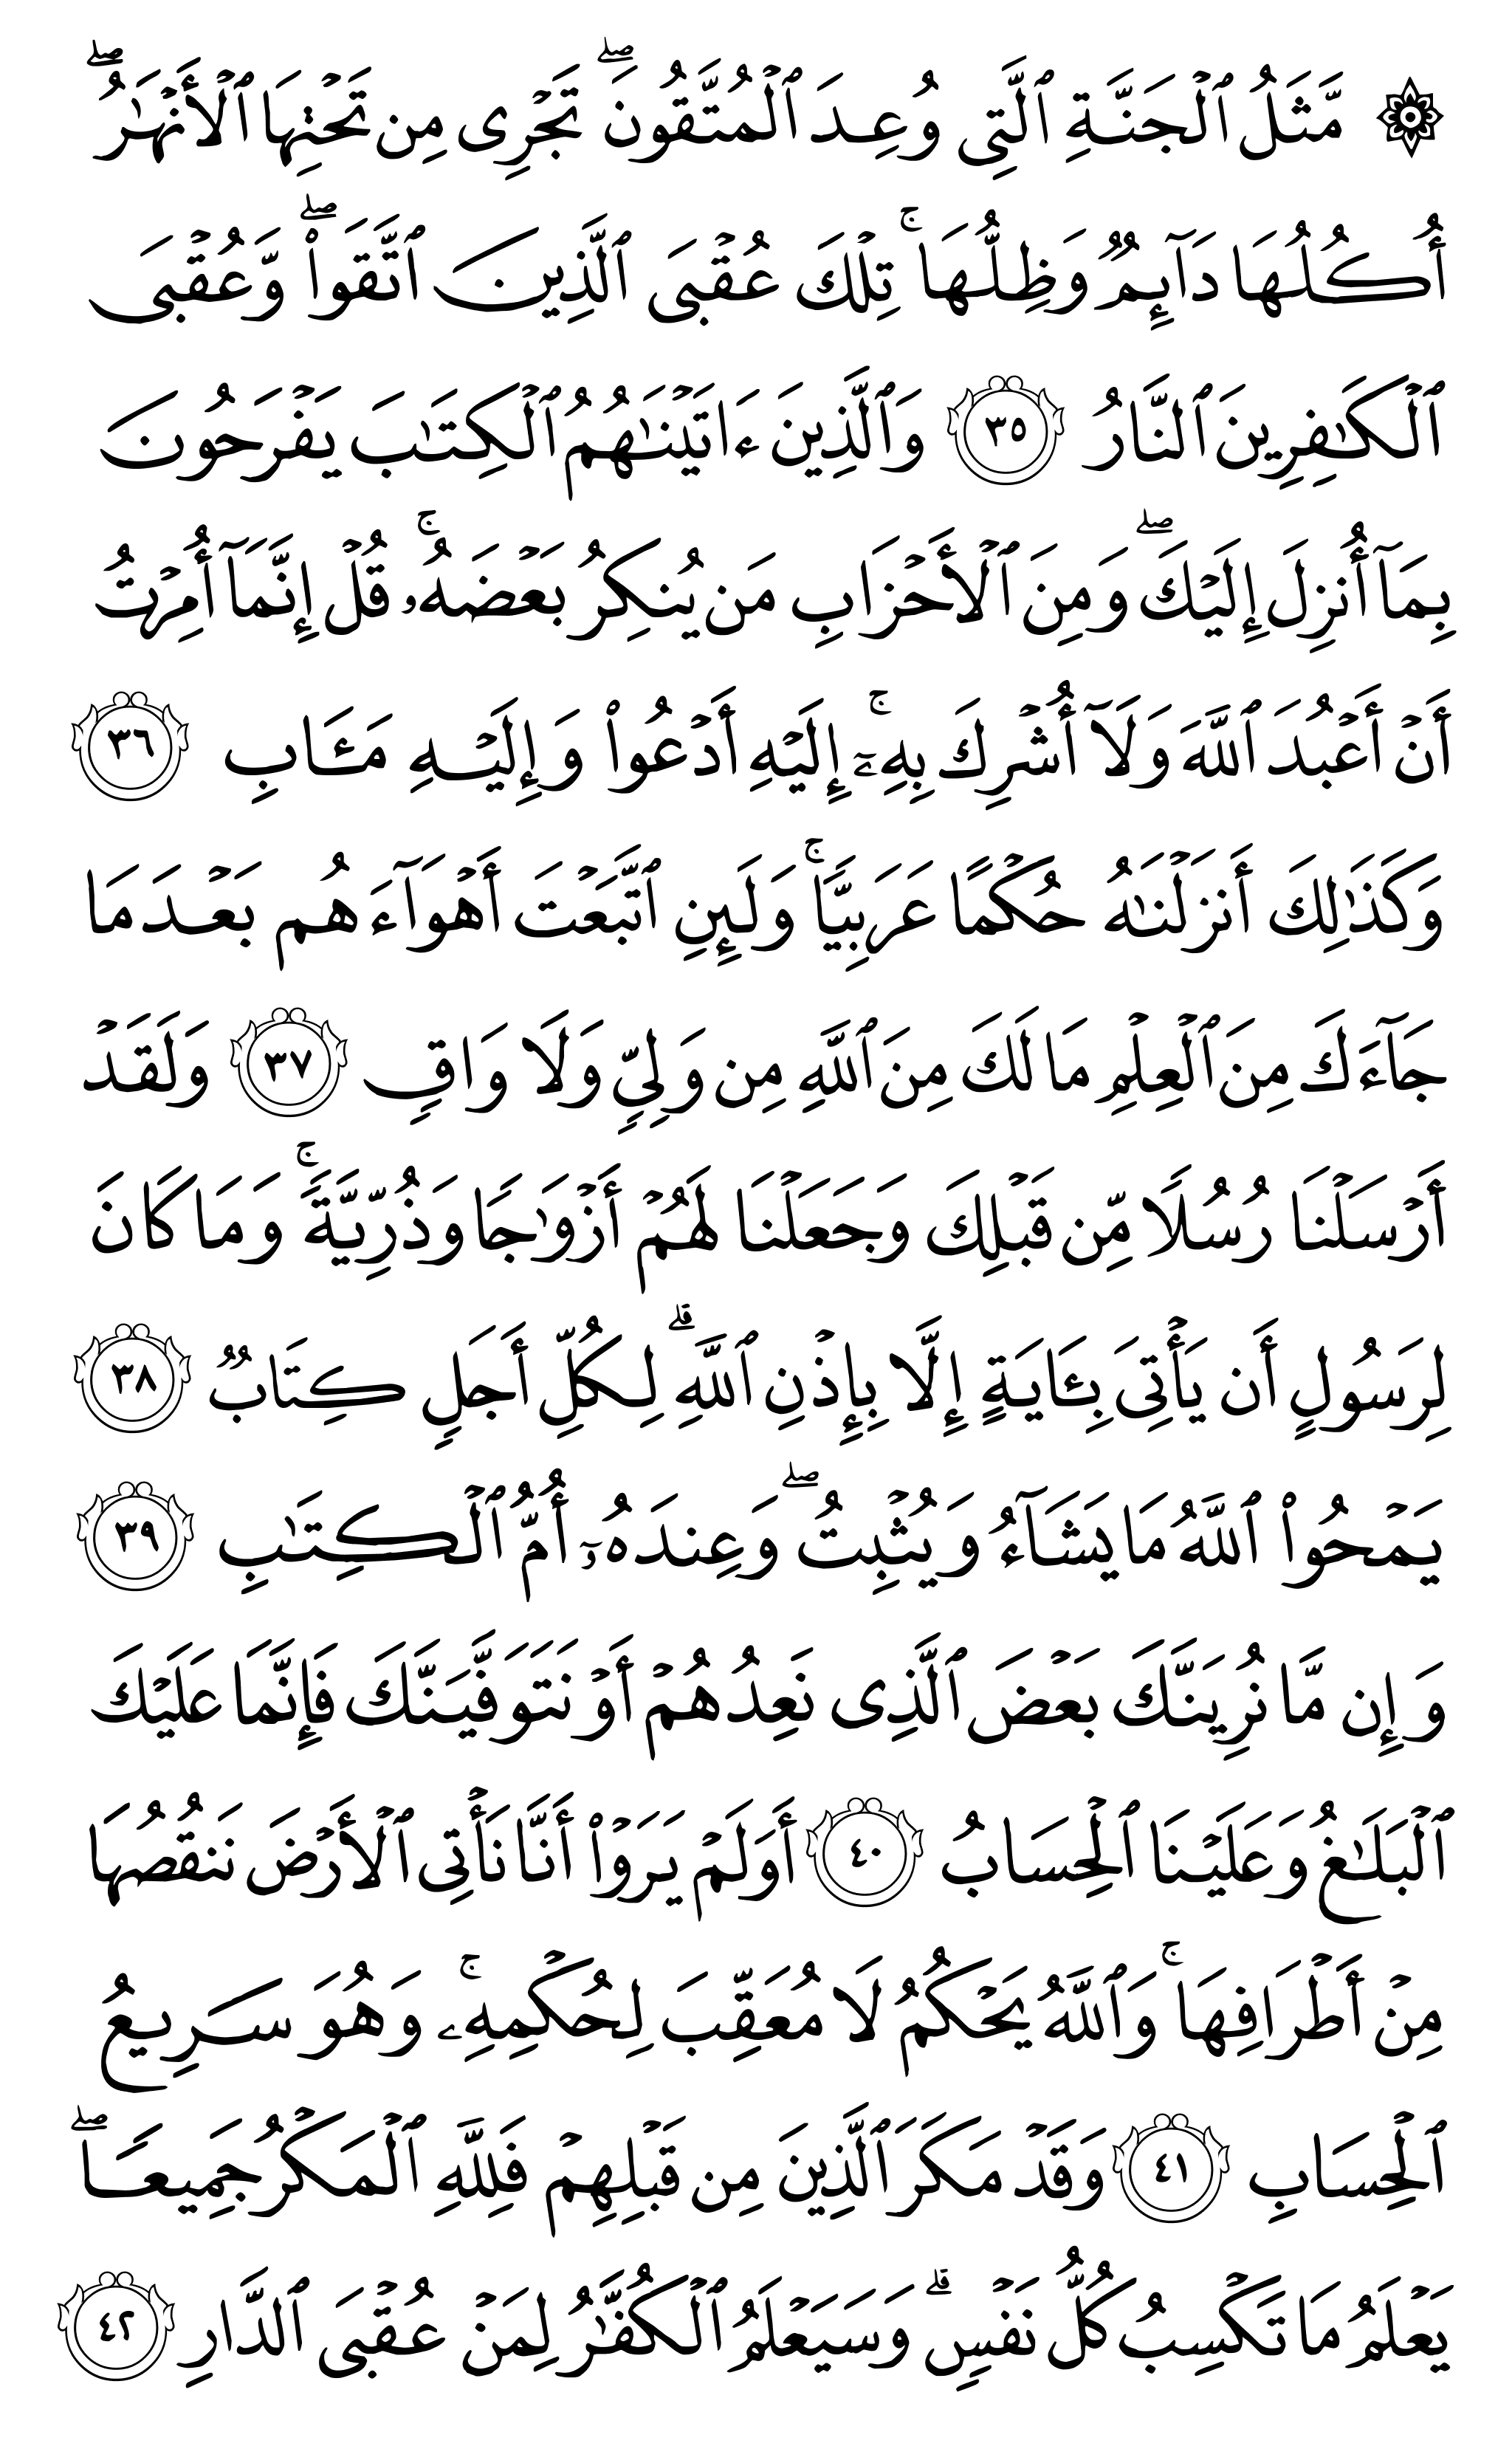 ۞ مَّثَلُ ٱلْجَنَّةِ ٱلَّتِى وُعِدَ ٱلْمُتَّقُونَ ۖ تَجْرِى مِن تَحْتِهَا ٱلْأَنْهَٰرُ ۖ
أُكُلُهَا دَآئِمٌ وَظِلُّهَا ۚ تِلْكَ عُقْبَى ٱلَّذِينَ ٱتَّقَوا۟ ۖ وَّعُقْبَى
ٱلْكَٰفِرِينَ ٱلنَّارُ ٣٥ وَٱلَّذِينَ ءَاتَيْنَٰهُمُ ٱلْكِتَٰبَ يَفْرَحُونَ
بِمَآ أُنزِلَ إِلَيْكَ ۖ وَمِنَ ٱلْأَحْزَابِ مَن يُنكِرُ بَعْضَهُۥ ۚ قُلْ إِنَّمَآ أُمِرْتُ
أَنْ أَعْبُدَ ٱللَّهَ وَلَآ أُشْرِكَ بِهِۦٓ ۚ إِلَيْهِ أَدْعُوا۟ وَإِلَيْهِ مَـَٔابِ ٣٦
وَكَذَٰلِكَ أَنزَلْنَٰهُ حُكْمًا عَرَبِيًّا ۚ وَلَئِنِ ٱتَّبَعْتَ أَهْوَآءَهُم بَعْدَ مَا
جَآءَكَ مِنَ ٱلْعِلْمِ مَا لَكَ مِنَ ٱللَّهِ مِن وَلِىٍّ وَلَا وَاقٍ ٣٧ وَلَقَدْ
أَرْسَلْنَا رُسُلًا مِّن قَبْلِكَ وَجَعَلْنَا لَهُمْ أَزْوَٰجًا وَذُرِّيَّةً ۚ وَمَا كَانَ
لِرَسُولٍ أَن يَأْتِىَ بِـَٔايَةٍ إِلَّا بِإِذْنِ ٱللَّهِ ۗ لِكُلِّ أَجَلٍ كِتَابٌ ٣٨
يَمْحُوا۟ ٱللَّهُ مَا يَشَآءُ وَيُثْبِتُ ۖ وَعِندَهُۥٓ أُمُّ ٱلْكِتَٰبِ ٣٩
وَإِن مَّا نُرِيَنَّكَ بَعْضَ ٱلَّذِى نَعِدُهُمْ أَوْ نَتَوَفَّيَنَّكَ فَإِنَّمَا عَلَيْكَ
ٱلْبَلَٰغُ وَعَلَيْنَا ٱلْحِسَابُ ٤٠ أَوَلَمْ يَرَوْا۟ أَنَّا نَأْتِى ٱلْأَرْضَ نَنقُصُهَا
مِنْ أَطْرَافِهَا ۚ وَٱللَّهُ يَحْكُمُ لَا مُعَقِّبَ لِحُكْمِهِۦ ۚ وَهُوَ سَرِيعُ
ٱلْحِسَابِ ٤١ وَقَدْ مَكَرَ ٱلَّذِينَ مِن قَبْلِهِمْ فَلِلَّهِ ٱلْمَكْرُ جَمِيعًا ۖ
يَعْلَمُ مَا تَكْسِبُ كُلُّ نَفْسٍ ۗ وَسَيَعْلَمُ ٱلْكُفَّٰرُ لِمَنْ عُقْبَى ٱلدَّارِ ٤٢